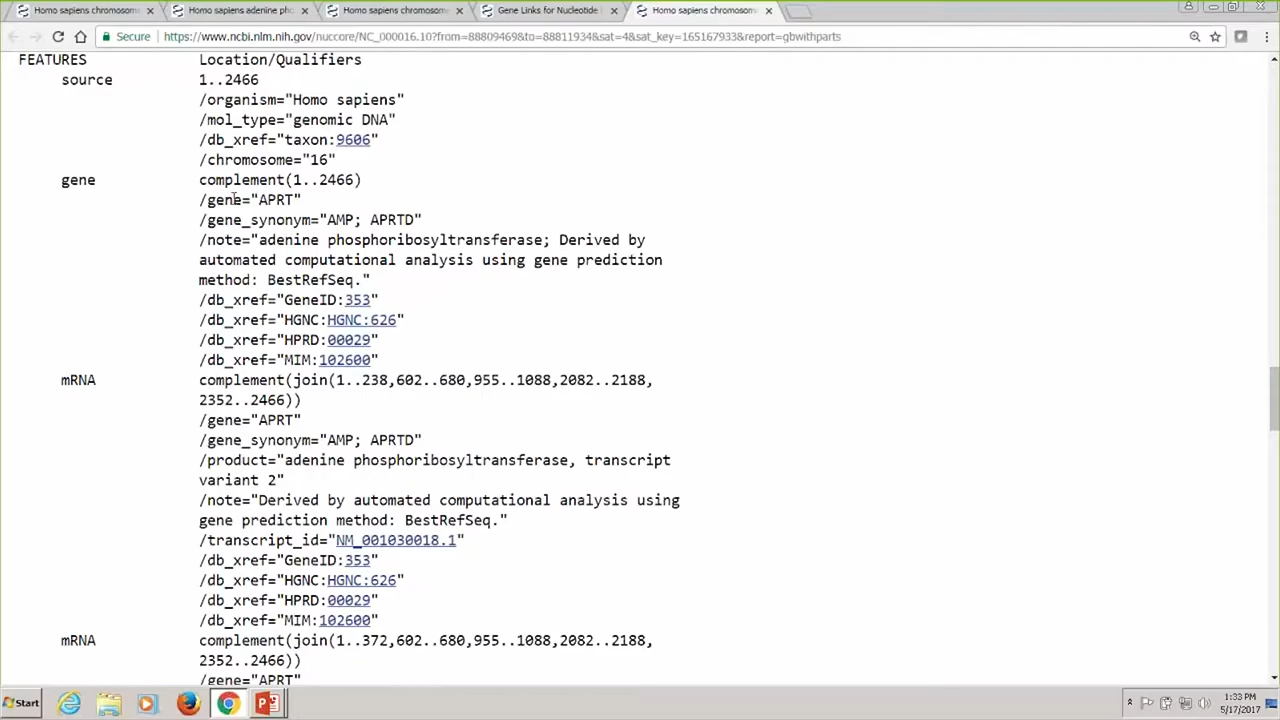 Homo sapiens chromosome
Homo sapiens adenine pho
Homo sapiens chromosome
Gene Links for Nucleotide
Homo sapiens chromosom
Secure
https://www.ncbi.nlm.nih.gov/nuccore/NC_000016.10?from=88809469&to=88811934&sat=4&sat_key=165167933&report=gbwithparts
FEATURES Location/Qualifiers
source 1..2466
/organism="Homo sapiens"
/mol_type="genomic DNA"
/db_xref="taxon:9606"
/chromosome="16"
gene complement(1..2466)
/gene="APRT"
/gene_synonym="AMP; APRTD"
/note="adenine phosphoribosyltransferase; Derived by
automated computational analysis using gene prediction
method: BestRefSeq."
/db_xref="GeneID:353"
/db_xref="HGNC:HGNC:626"
/db_xref="HPRD:00029"
/db_xref="MIM:102600"
mRNA complement(join(1..238,602..680,955..1088,2082..2188,
2352..2466))
/gene="APRT"
/gene_synonym="AMP; APRTD"
/product="adenine phosphoribosyltransferase, transcript
variant 2"
/note="Derived by automated computational analysis using
gene prediction method: BestRefSeq."
/transcript_id="NM_001030018.1"
/db_xref="GeneID:353"
/db_xref="HGNC:HGNC:626"
/db_xref="HPRD:00029"
/db_xref="MIM:102600"
mRNA complement(join(1..372,602..680,955..1088,2082..2188,
2352..2466))
/gene="APRT"
Start
1:33 PM
5/17/2017